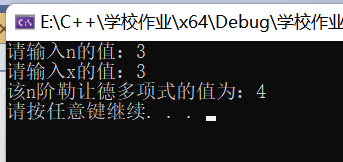 E:\C++\学校作业\x64\Debug\学校作
请输入n的值：3
请输入x的值：3
该n阶勒让德多项式的值为：4
请按任意键继续. . .